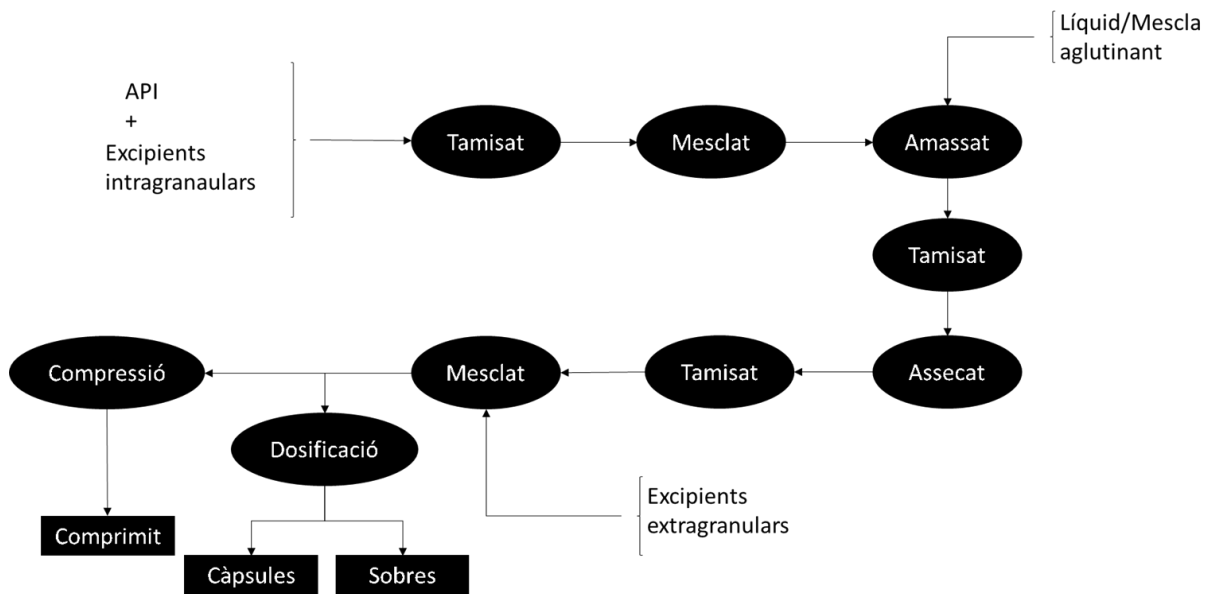 Líquid/Mescla
aglutinant
API
+
Excipients
intragranaulars
Tamisat
Mesclat
Amassat
Tamisat
Assecat
Tamisat
Mesclat
Compressió
Dosificació
Excipients
extragranulars
Comprimit
Càpsules
Sobres